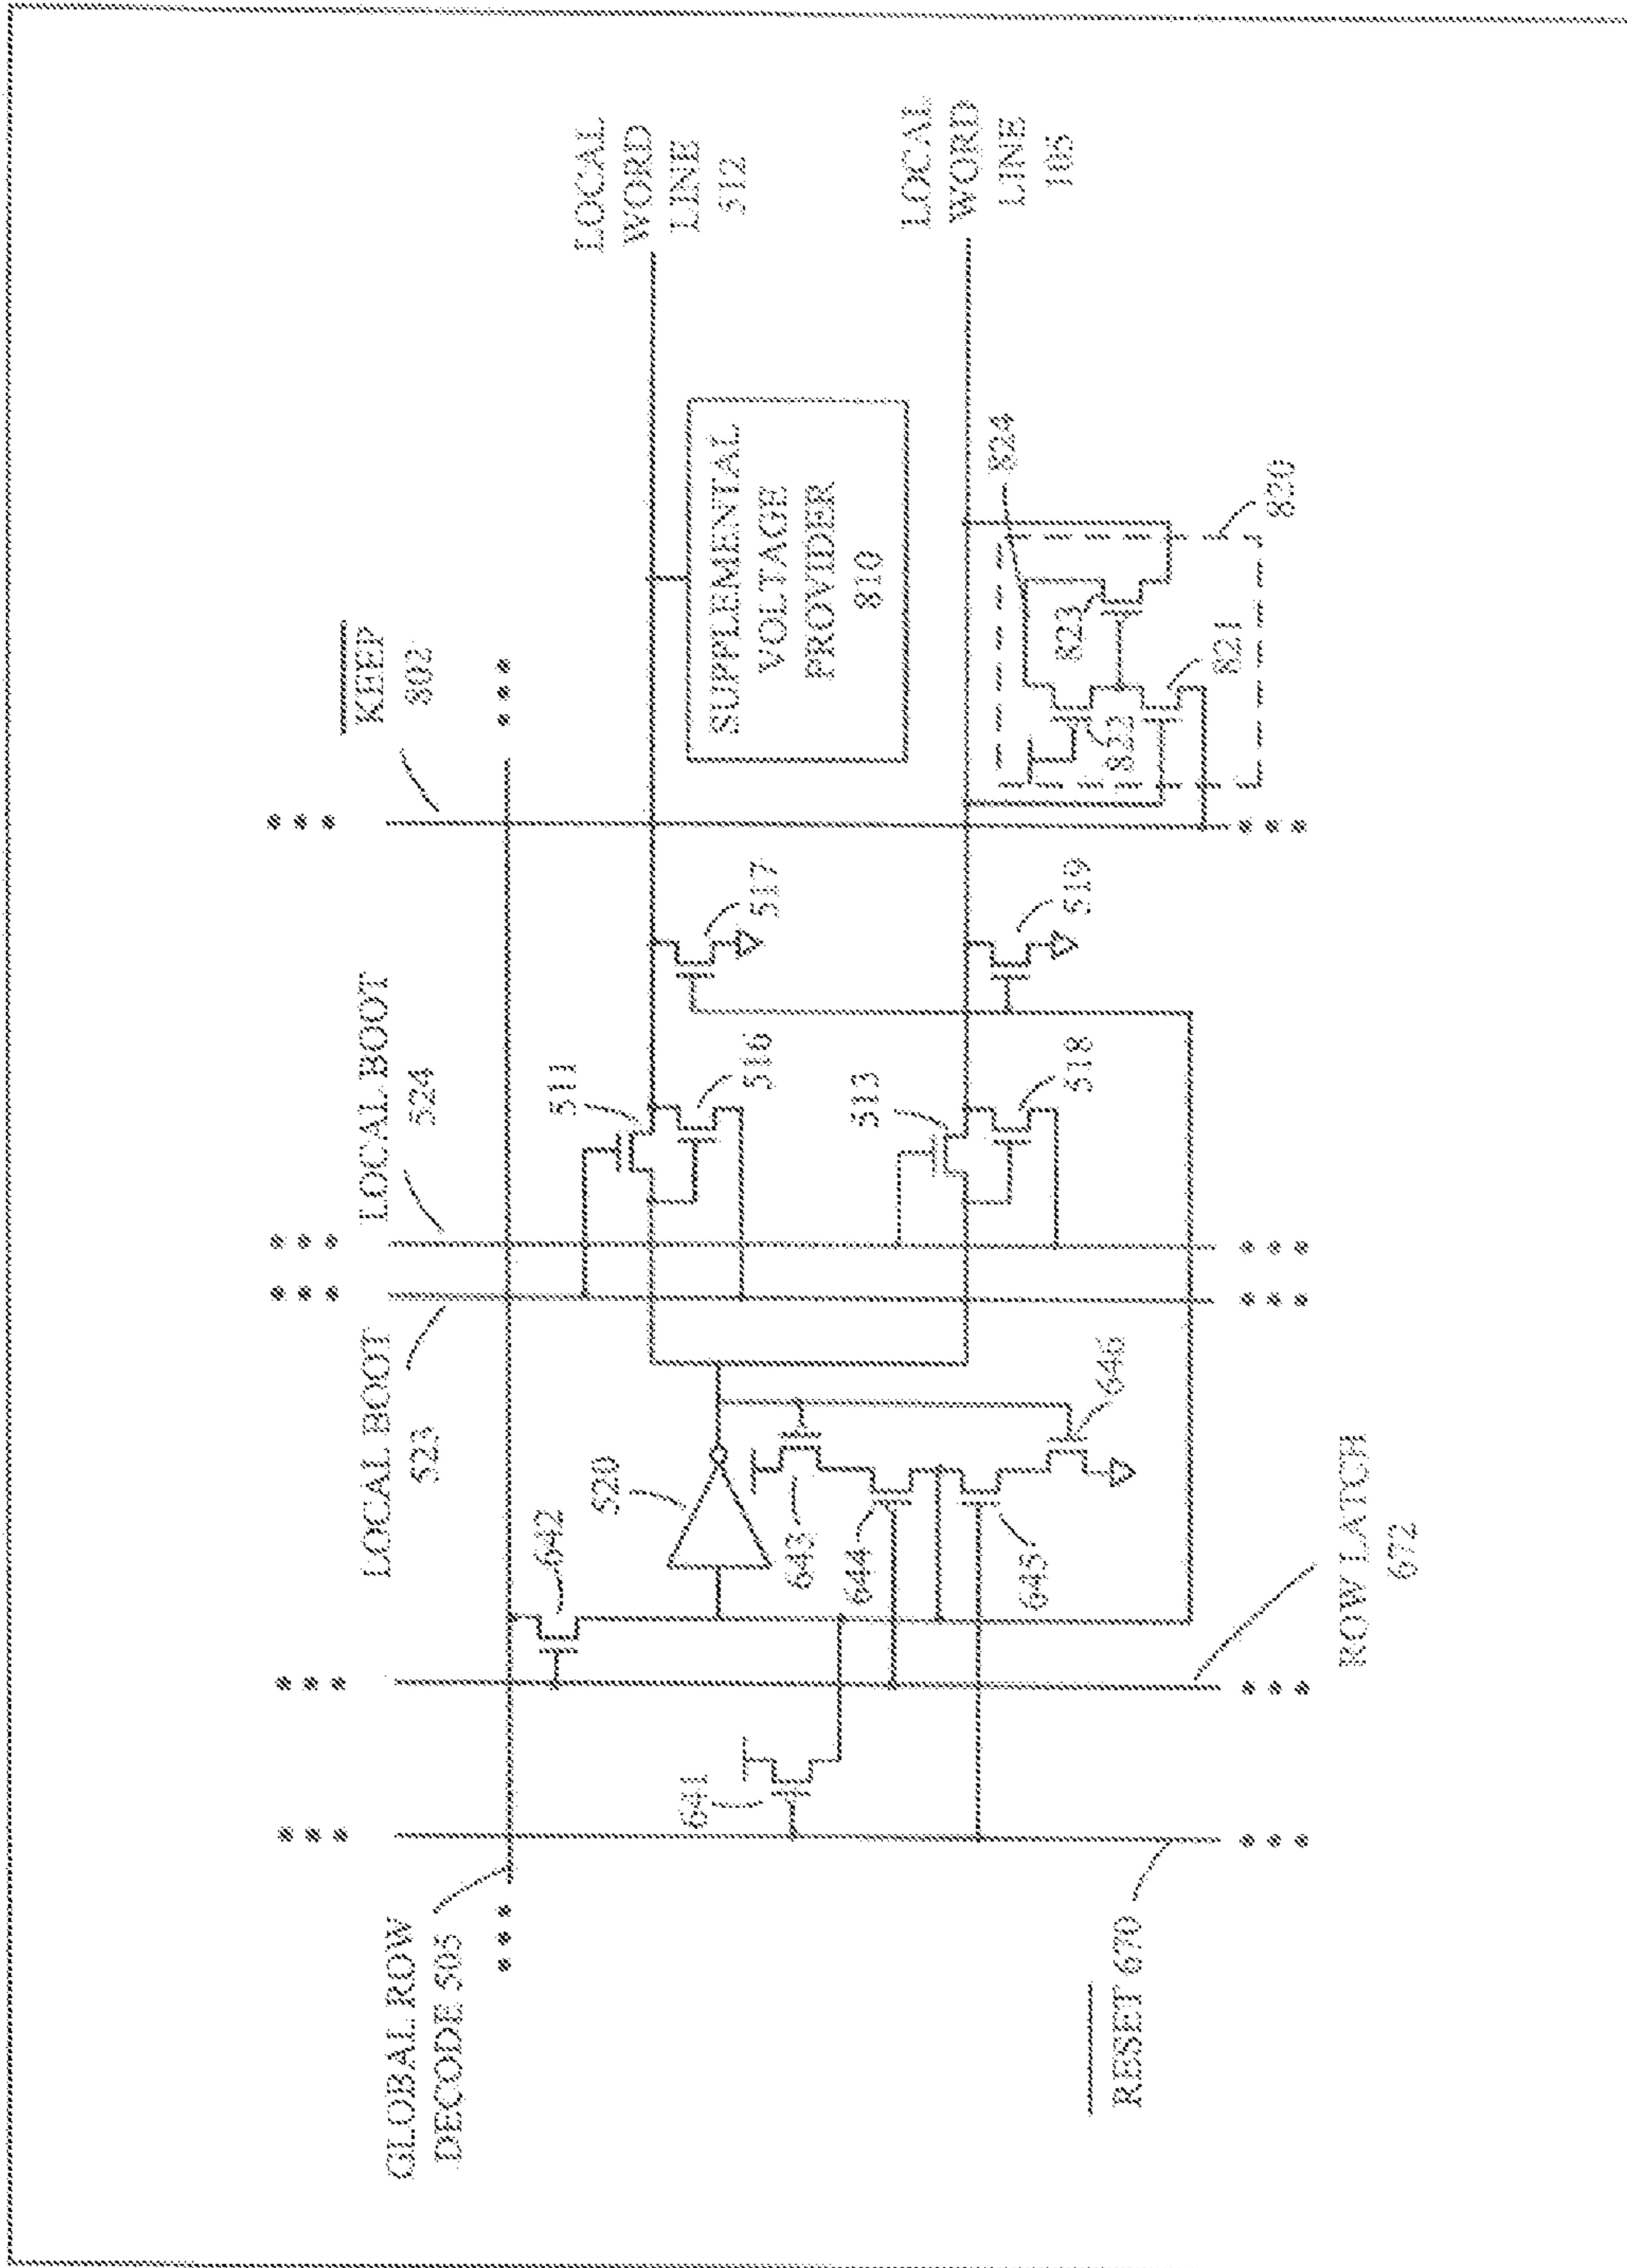 KEEP
802
LOCAL BOOT
523
LOCAL BOOT
524
GLOBAL ROW
DECODE 505
642
511
LOCAL
WORD
LINE
512
520
641
516
517
SUPPLEMENTAL
VOLTAGE
PROVIDER
810
643
644
513
LOCAL
WORD
LINE
105
645
646
518
519
824
823
822
821
820
RESET 670
ROW LATCH
672